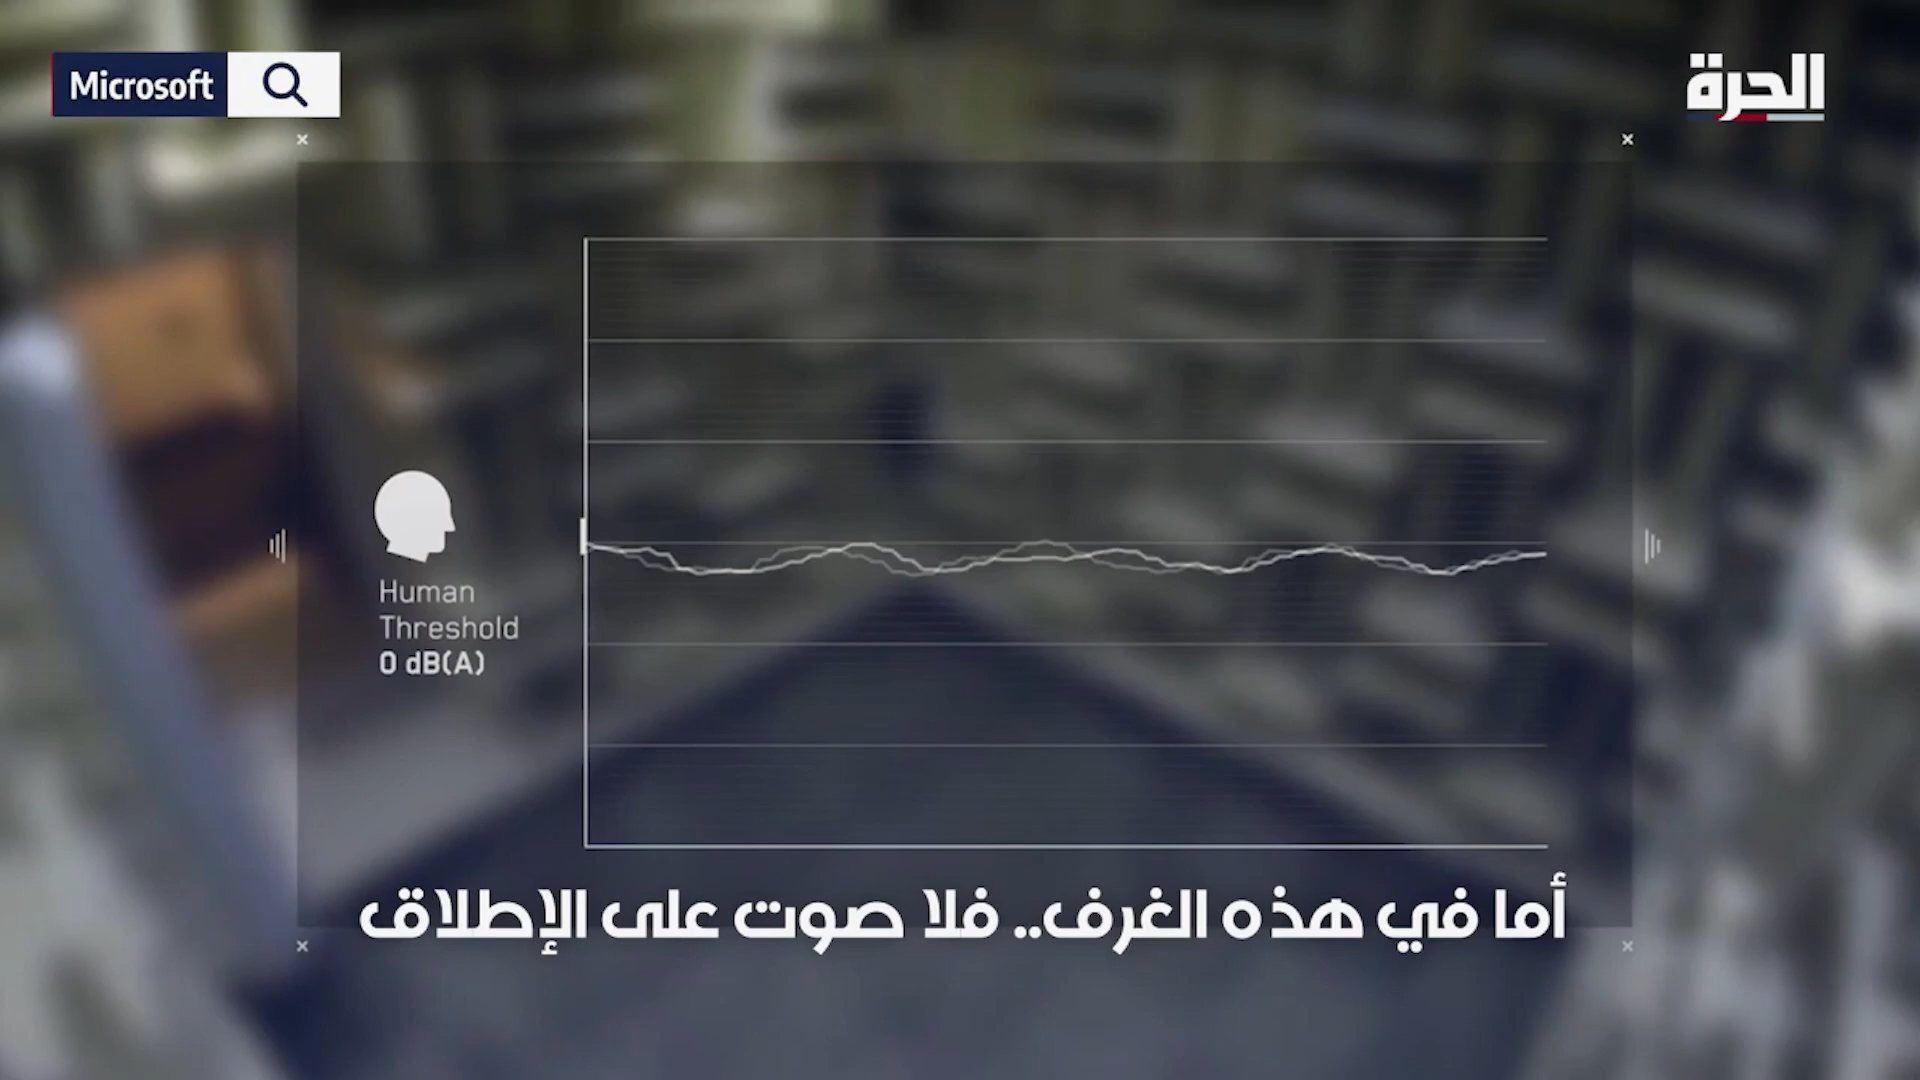 Microsoft
الحرة
Human
Threshold
0 dB(A)
أما في هذه الغرف.. فلا صوت على الإطلاق